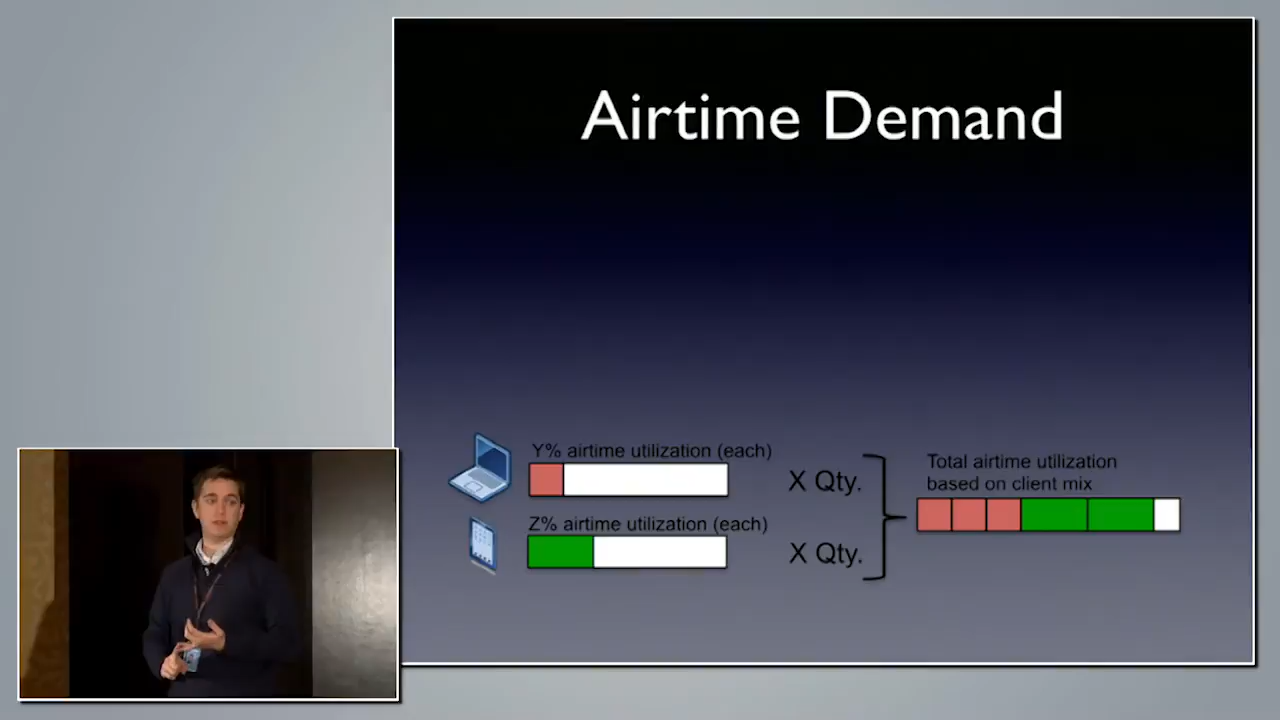 Airtime Demand
Y% airtime utilization (each)
X Qty.
Z% airtime utilization (each)
X Qty.
Total airtime utilization
based on client mix